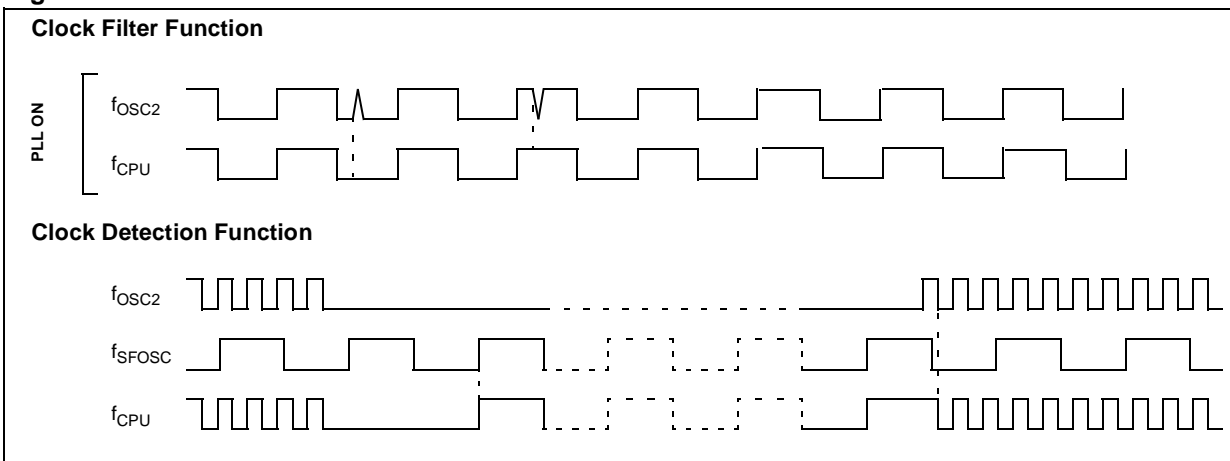 Clock Filter Function
PLL ON
fOSC2
fCPU
Clock Detection Function
fOSC2
fSFOSC
fCPU